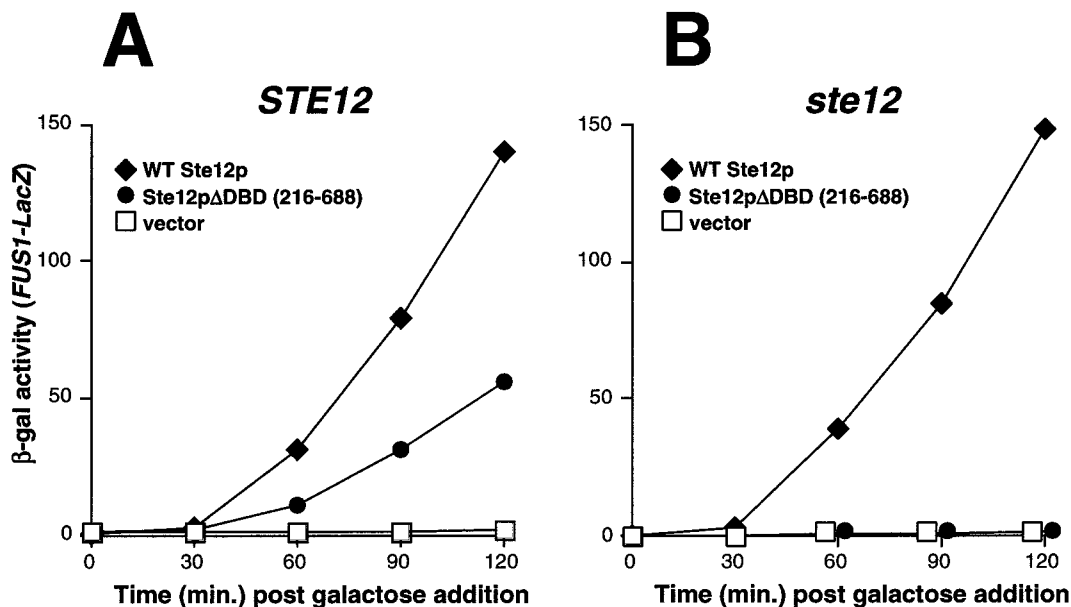 A
STE12
β-gal activity (FUS1-LacZ)
150
100
50
0
WT Ste12p
Ste12pΔDBD (216-688)
vector
0 30 60 90 120
Time (min.) post galactose addition
B
ste12
150
100
50
0
WT Ste12p
Ste12pΔDBD (216-688)
vector
0 30 60 90 120
Time (min.) post galactose addition